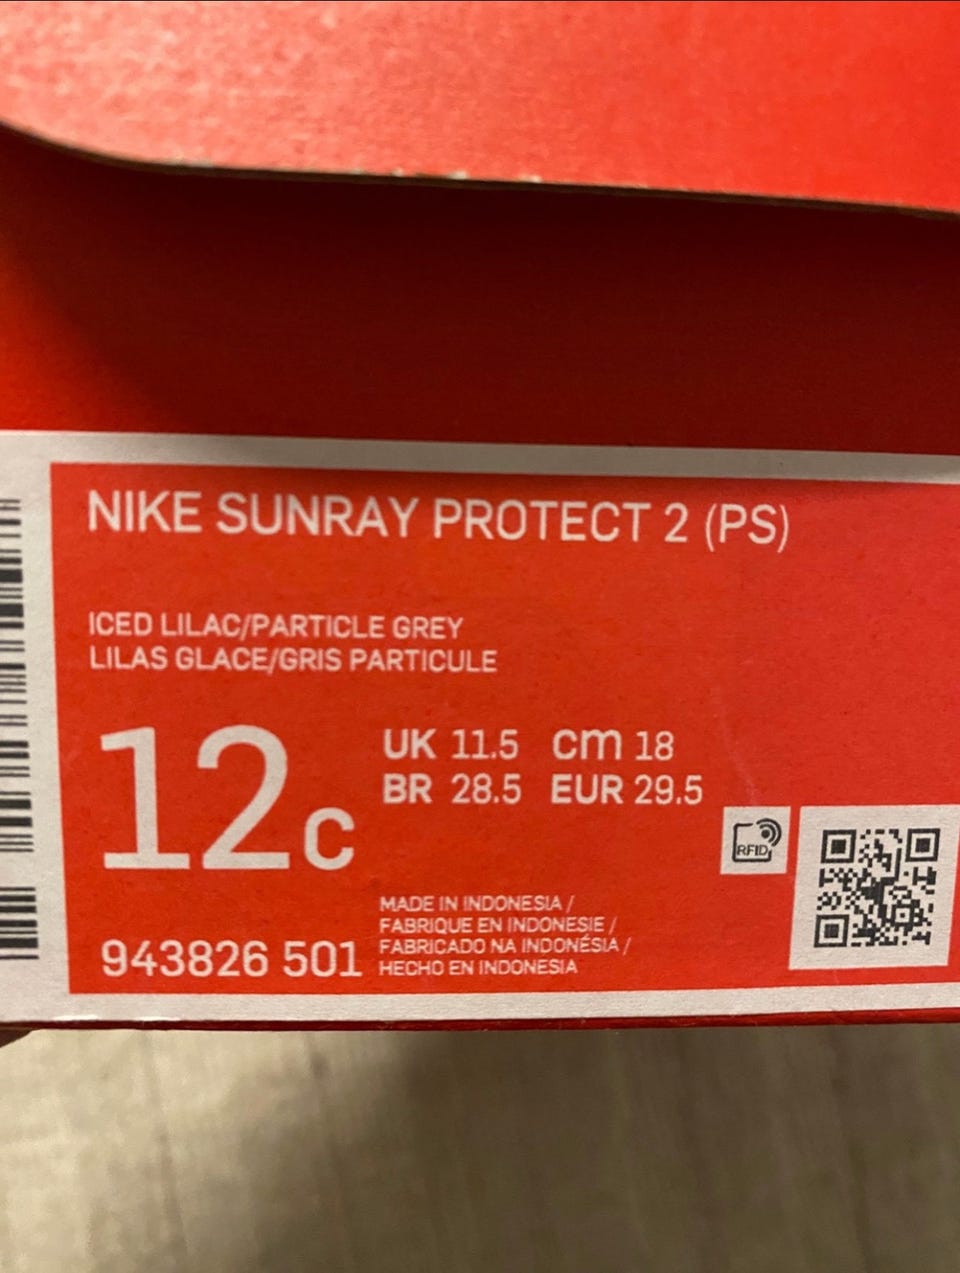 NIKE SUNRAY PROTECT 2 (PS)
ICED LILAC/PARTICLE GREY
LILAS GLACE/GRIS PARTICULE
12c
UK 11.5 cm 18
BR 28.5 EUR 29.5
RFID
943826 501
MADE IN INDONESIA /
FABRIQUE EN INDONESIE /
FABRICADO NA INDONÉSIA /
HECHO EN INDONESIA